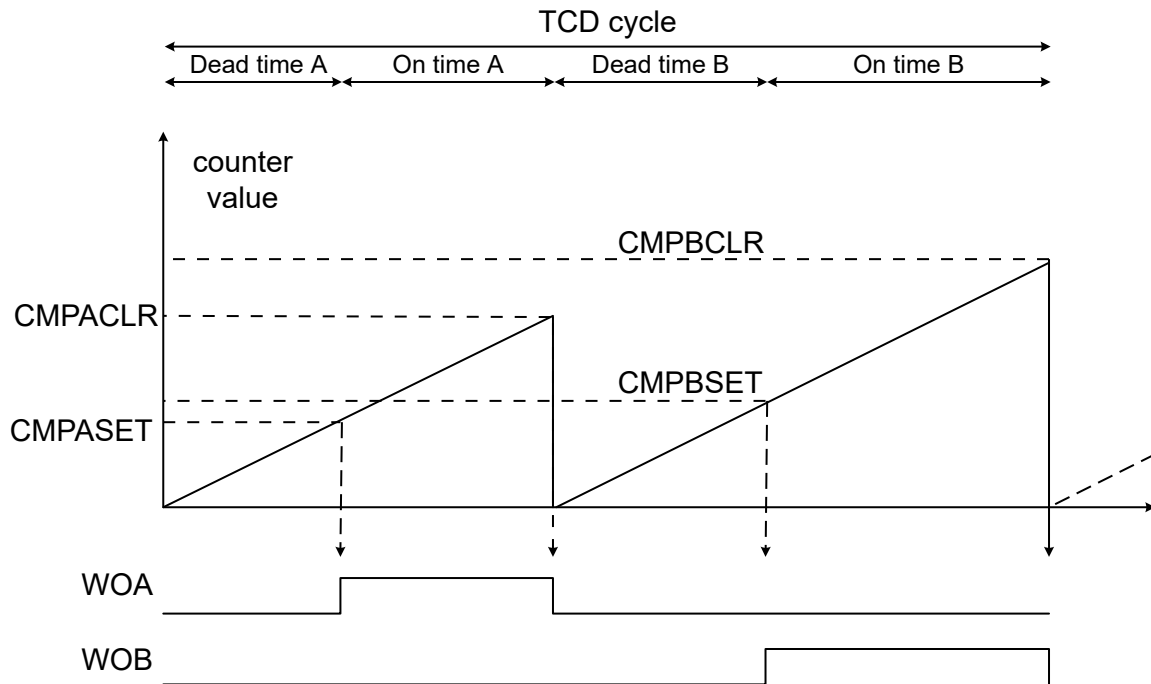 TCD cycle
Dead time A
On time A
Dead time B
On time B
counter
value
CMPBCLR
CMPACLR
CMPBSET
CMPASET
WOA
WOB